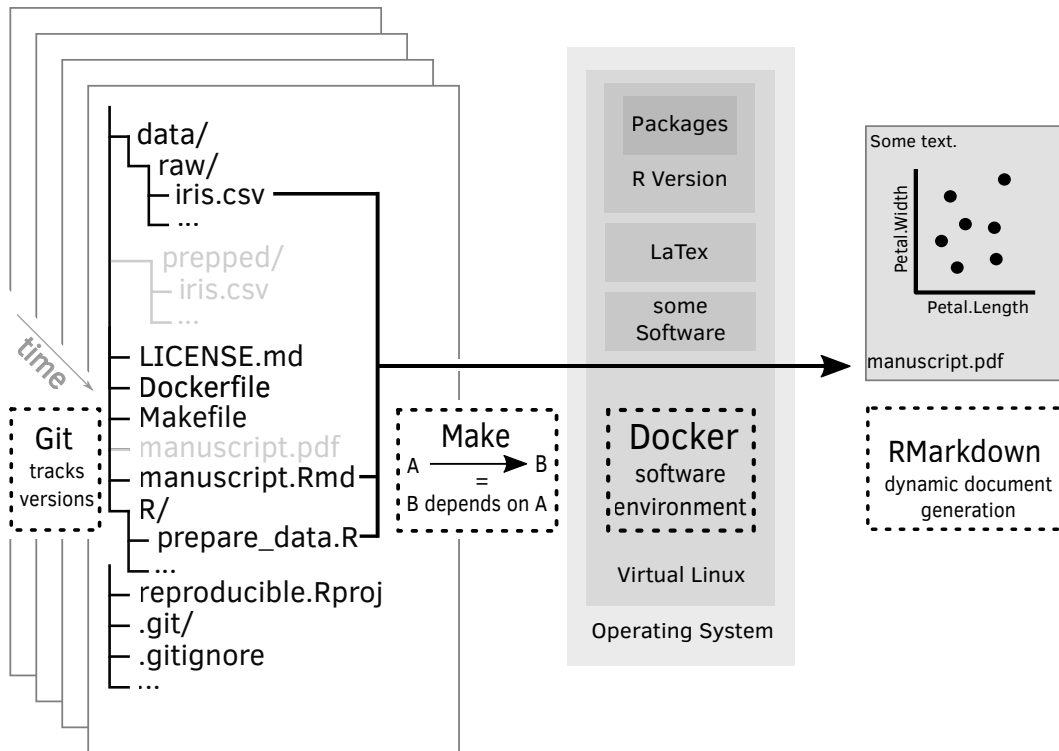 data/
raw/
iris.csv
...
prepped/
iris.csv
...
time
LICENSE.md
Dockerfile
Makefile
manuscript.pdf
manuscript.Rmd
R/
prepare_data.R
...
reproducible.Rproj
.git/
.gitignore
...
Git
tracks
versions
Make
A B
=
B depends on A
Packages
R Version
LaTex
some
Software
Docker
software
environment
Virtual Linux
Operating System
Some text.
Petal.Width
Petal.Length
manuscript.pdf
RMarkdown
dynamic document
generation